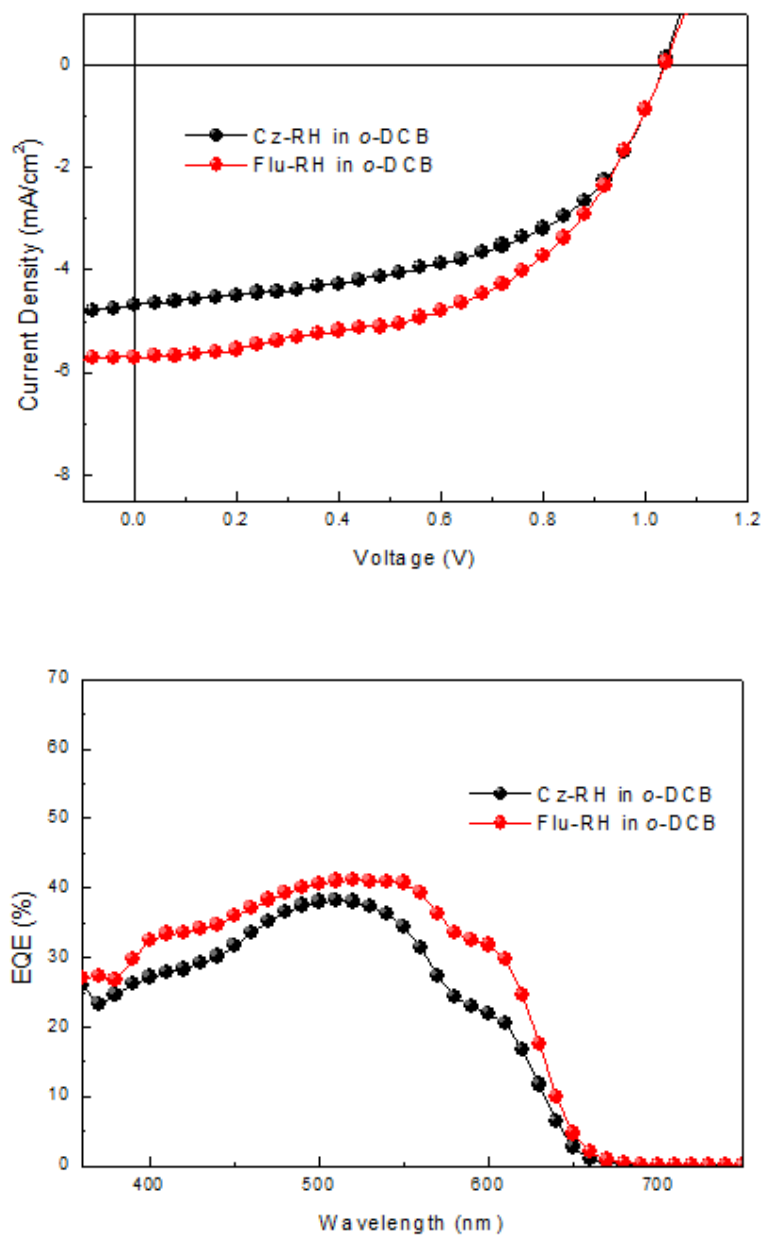 0
-2
-4
-6
-8
Current Density (mA/cm²)
Cz-RH in o-DCB
Flu-RH in o-DCB
0.0 0.2 0.4 0.6 0.8 1.0 1.2
Voltage (V)
70
60
50
40
30
20
10
0
EQE (%)
Cz-RH in o-DCB
Flu-RH in o-DCB
400 500 600 700
Wavelength (nm)